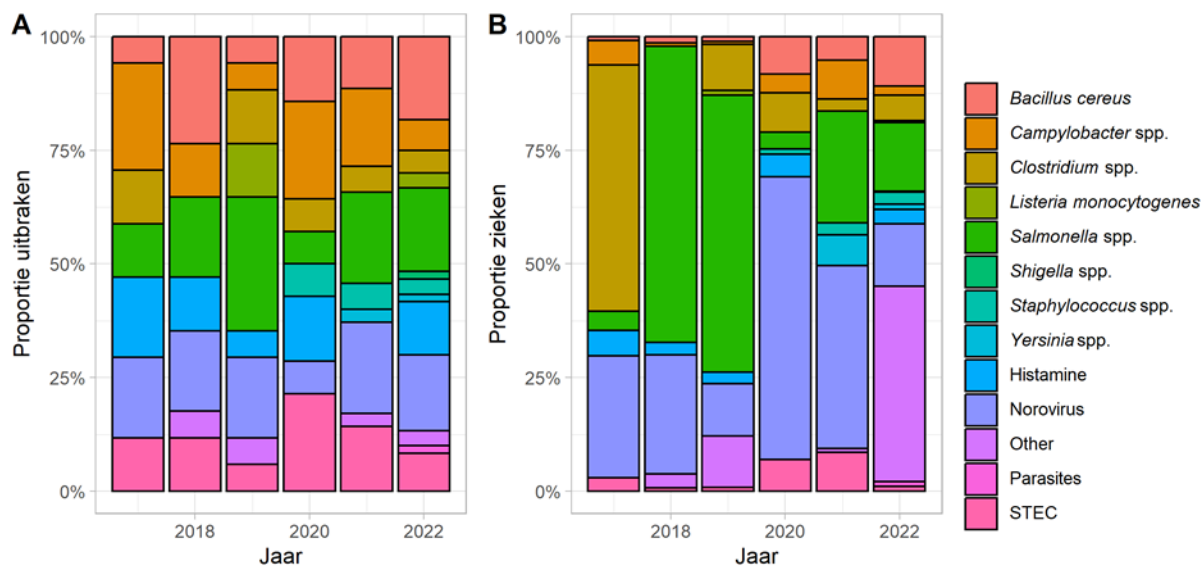 A
Proportie uitbraken
100%
75%
50%
25%
0%
2018
2020
2022
Jaar
B
Proportie zieken
100%
75%
50%
25%
0%
2018
2020
2022
Jaar
Bacillus cereus
Campylobacter spp.
Clostridium spp.
Listeria monocytogenes
Salmonella spp.
Shigella spp.
Staphylococcus spp.
Yersinia spp.
Histamine
Norovirus
Other
Parasites
STEC